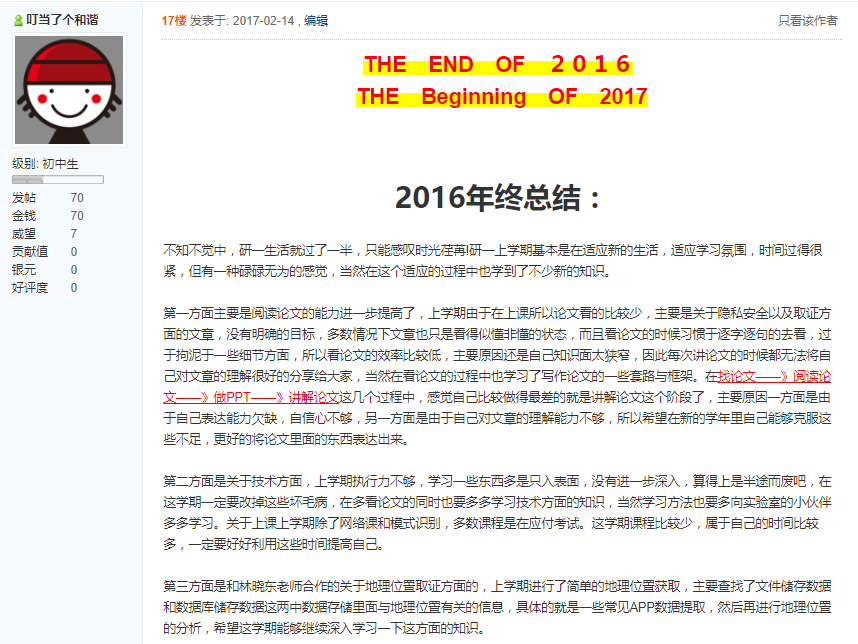 叮当了个和谐
17楼 发表于: 2017-02-14 , 编辑
只看该作者
THE END OF 2 0 1 6
THE Beginning OF 2017
级别: 初中生
发帖 70
金钱 70
威望 7
贡献值 0
银元 0
好评度 0
2016年终总结：
不知不觉中，研一生活就过了一半，只能感叹时光荏苒!研一上学期基本是在适应新的生活，适应学习氛围，时间过得很
紧，但有一种碌碌无为的感觉，当然在这个适应的过程中也学到了不少新的知识。
第一方面主要是阅读论文的能力进一步提高了，上学期由于在上课所以论文看的比较少，主要是关于隐私安全以及取证方
面的文章，没有明确的目标，多数情况下文章也只是看得似懂非懂的状态，而且看论文的时候习惯于逐字逐句的去看，过
于拘泥于一些细节方面，所以看论文的效率比较低，主要原因还是自己知识面太狭窄，因此每次讲论文的时候都无法将自
己对文章的理解很好的分享给大家，当然在看论文的过程中也学习了写作论文的一些套路与框架。在找论文——》阅读论
文——》做PPT——》讲解论文这几个过程中，感觉自己比较做得最差的就是讲解论文这个阶段了，主要原因一方面是由
于自己表达能力欠缺，自信心不够，另一方面是由于自己对文章的理解能力不够，所以希望在新的学年里自己能够克服这
些不足，更好的将论文里面的东西表达出来。
第二方面是关于技术方面，上学期执行力不够，学习一些东西多是只入表面，没有进一步深入，算得上是半途而废吧，在
这学期一定要改掉这些坏毛病，在多看论文的同时也要多多学习技术方面的知识，当然学习方法也要多向实验室的小伙伴
多多学习。关于上课上学期除了网络课和模式识别，多数课程是在应付考试。这学期课程比较少，属于自己的时间比较
多，一定要好好利用这些时间提高自己。
第三方面是和林晓东老师合作的关于地理位置取证方面的，上学期进行了简单的地理位置获取，主要查找了文件储存数据
和数据库储存数据这两中数据存储里面与地理位置有关的信息，具体的就是一些常见APP数据提取，然后再进行地理位置
的分析，希望这学期能够继续深入学习一下这方面的知识。